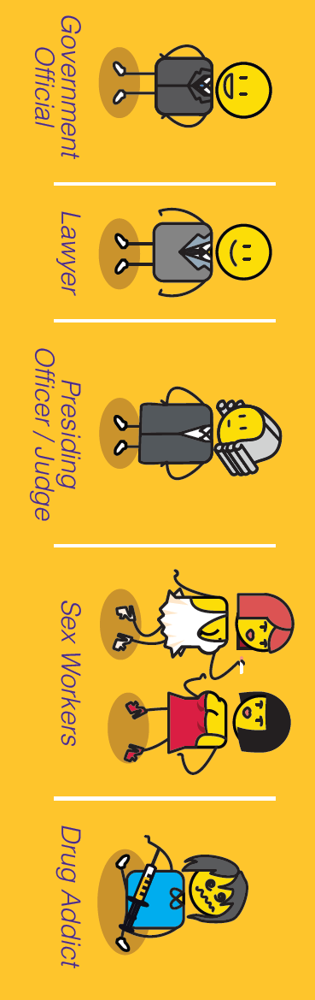 Government
Official
Lawyer
Presiding
Officer / Judge
Sex Workers
Drug Addict